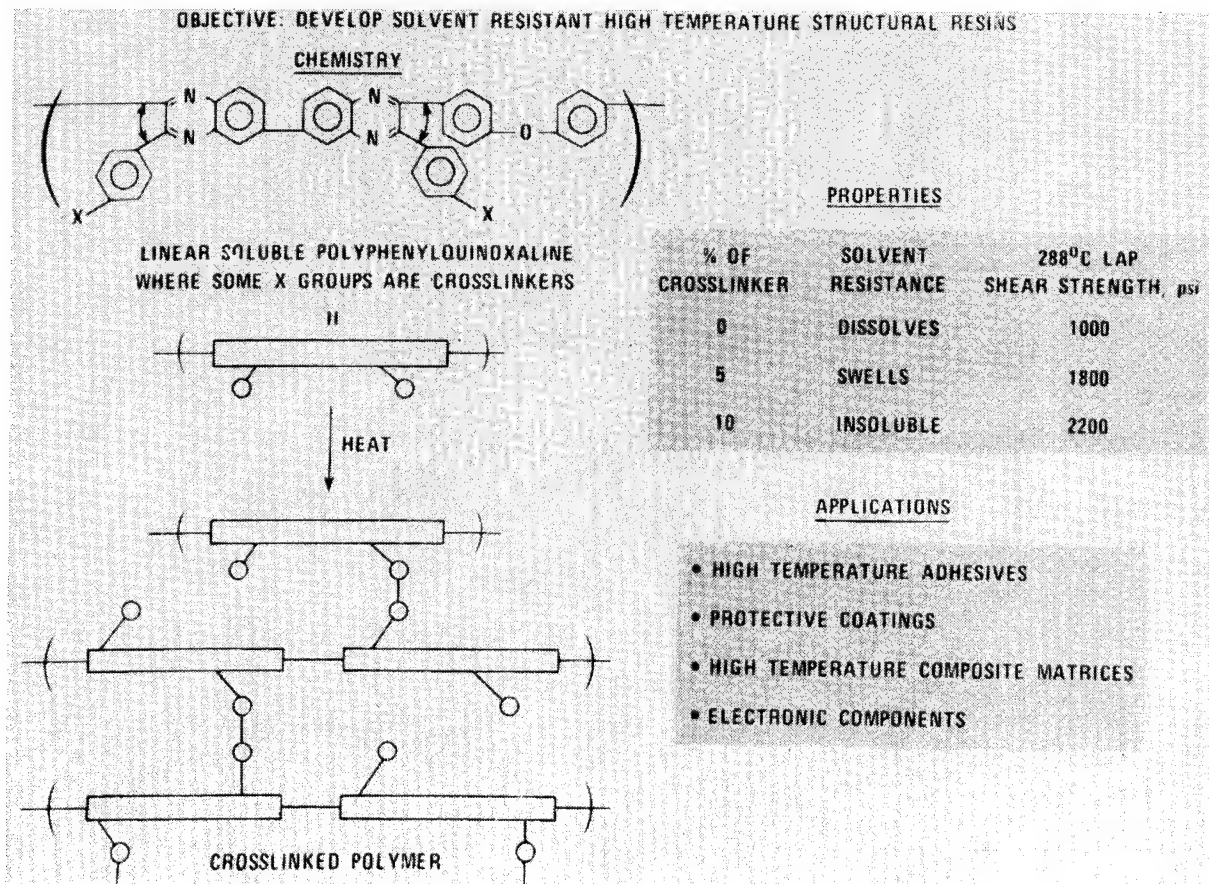 OBJECTIVE: DEVELOP SOLVENT RESISTANT HIGH TEMPERATURE STRUCTURAL RESINS
CHEMISTRY
N
N
N
N
O
X
X
LINEAR SOLUBLE POLYPHENYLQUINOXALINE
WHERE SOME X GROUPS ARE CROSSLINKERS
HEAT
CROSSLINKED POLYMER
PROPERTIES
% OF CROSSLINKER SOLVENT RESISTANCE 288°C LAP SHEAR STRENGTH, psi
0 DISSOLVES 1000
5 SWELLS 1800
10 INSOLUBLE 2200
APPLICATIONS
• HIGH TEMPERATURE ADHESIVES
• PROTECTIVE COATINGS
• HIGH TEMPERATURE COMPOSITE MATRICES
• ELECTRONIC COMPONENTS